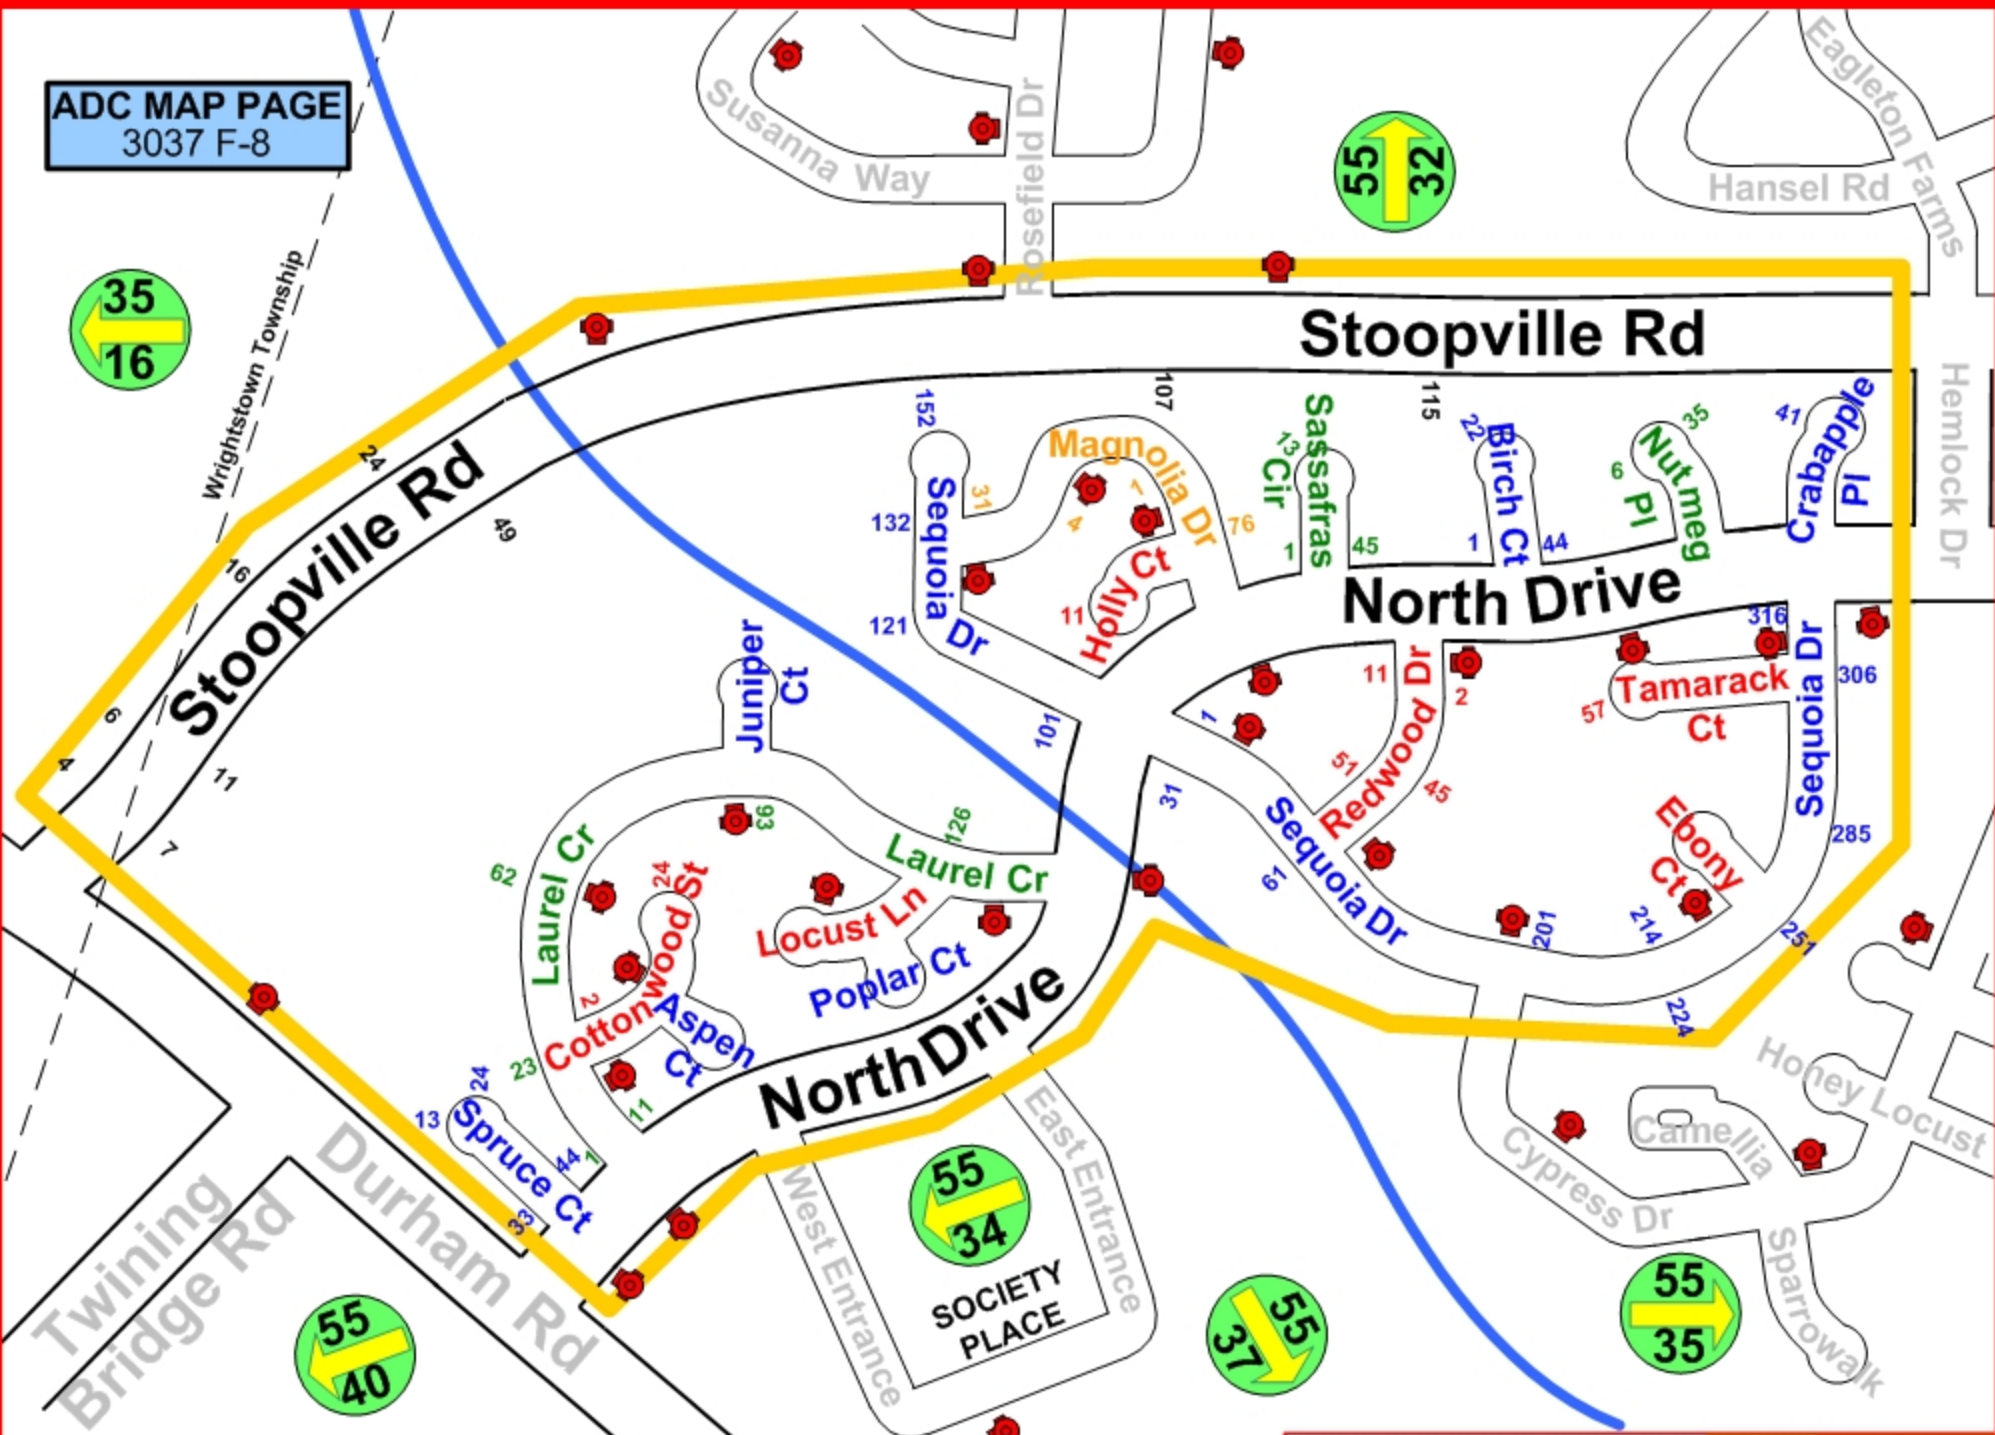 ADC MAP PAGE
3037 F-8
Susanna Way
Rosefield Dr
55
32
Eagleton Farms
Hansel Rd
35
16
Wrightstown Township
Stoopville Rd
Hemlock Dr
24
16
6
4
Stoopville Rd
49
11
7
107
115
152
132
121
Sequoia Dr
101
31
Magnolia Dr
1
4
76
Holly Ct
11
13
Sassafras Cir
1
45
22
Birch Ct
1
44
35
Nutmeg Pl
6
41
Crabapple Pl
North Drive
Juniper Ct
1
31
61
Sequoia Dr
11
Redwood Dr
2
51
45
316
Tamarack Ct
57
Sequoia Dr
306
285
Ebony Ct
201
214
251
224
93
126
Laurel Cr
62
Laurel Cr
24
Cottonwood St
2
Locust Ln
Poplar Ct
Aspen Ct
23
11
North Drive
24
13
Spruce Ct
44
1
33
Twining Bridge Rd
Durham Rd
55
40
West Entrance
East Entrance
55
34
SOCIETY
PLACE
55
37
55
35
Cypress Dr
Camellia
Honey Locust
Sparrowalk